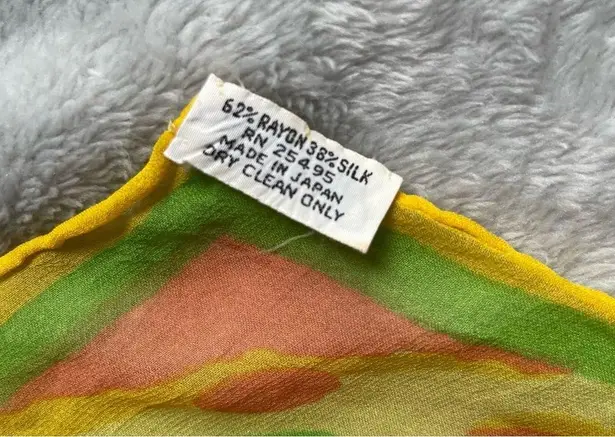 62% RAYON 38% SILK
RN 25495
MADE IN JAPAN
DRY CLEAN ONLY